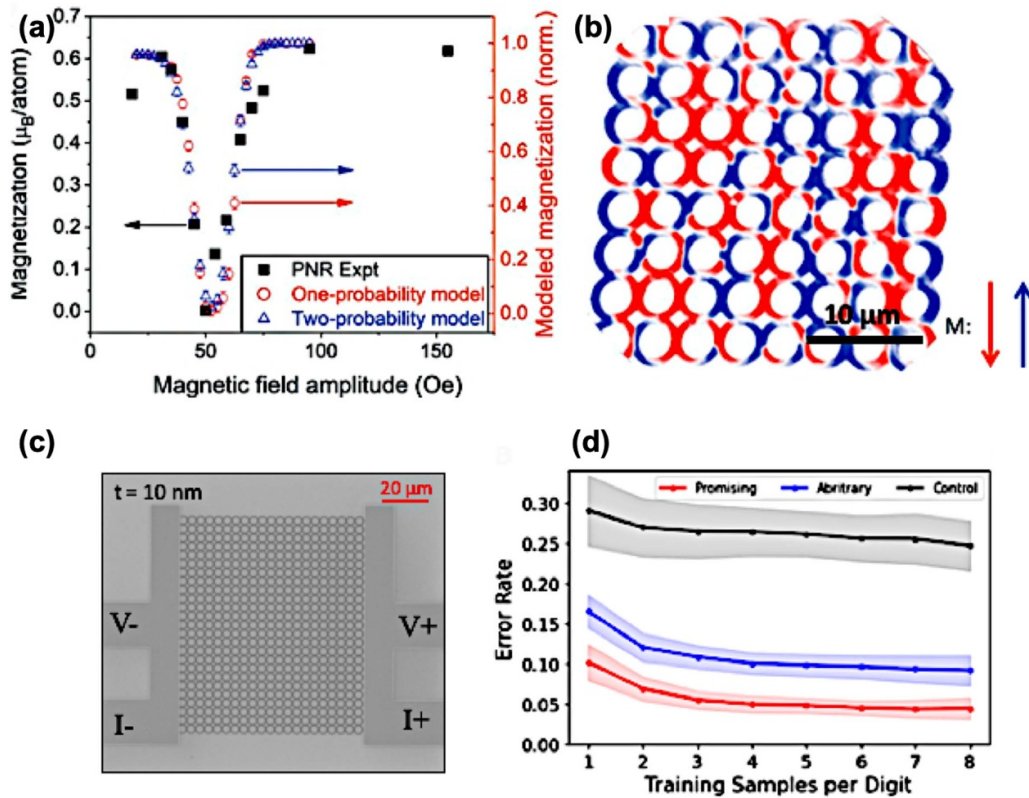 (a)
Magnetization (μB/atom)
0.7
0.6
0.5
0.4
0.3
0.2
0.1
0.0
0
50
100
150
Magnetic field amplitude (Oe)
PNR Expt
One-probability model
Two-probability model
1.0
0.8
0.6
0.4
0.2
0.0
Modeled magnetization (norm.)
(b)
10 μm
M:
(c)
t = 10 nm
20 μm
V-
V+
I-
I+
(d)
Promising
Abritrary
Control
Error Rate
0.30
0.25
0.20
0.15
0.10
0.05
0.00
1 2 3 4 5 6 7 8
Training Samples per Digit